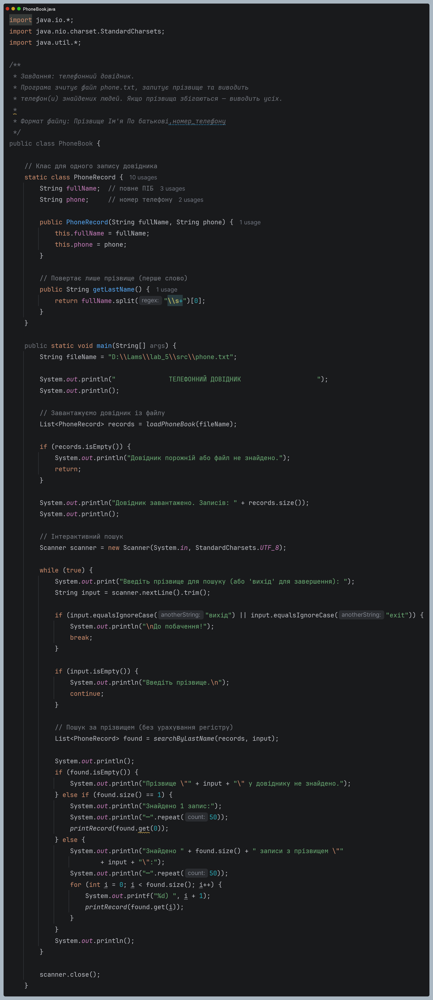 PhoneBook.java
import java.io.*;
import java.nio.charset.StandardCharsets;
import java.util.*;
/**
* Завдання: телефонний довідник.
* Програма зчитує файл phone.txt, запитує прізвище та виводить
* телефон(и) знайдених людей. Якщо прізвища збігаються — виводить усіх.
*
* Формат файлу: Прізвище Ім'я По батькові,номер_телефону
*/
public class PhoneBook {
// Клас для одного запису довідника
static class PhoneRecord { 10 usages
String fullName; // повне ПІБ 3 usages
String phone; // номер телефону 2 usages
public PhoneRecord(String fullName, String phone) { 1 usage
this.fullName = fullName;
this.phone = phone;
}
// Повертає лише прізвище (перше слово)
public String getLastName() { 1 usage
return fullName.split( regex: "\\s+")[0];
}
}
public static void main(String[] args) {
String fileName = "D:\\Lams\\lab_5\\src\\phone.txt";
System.out.println(" ТЕЛЕФОННИЙ ДОВІДНИК ");
System.out.println();
// Завантажуємо довідник із файлу
List<PhoneRecord> records = loadPhoneBook(fileName);
if (records.isEmpty()) {
System.out.println("Довідник порожній або файл не знайдено.");
return;
}
System.out.println("Довідник завантажено. Записів: " + records.size());
System.out.println();
// Інтерактивний пошук
Scanner scanner = new Scanner(System.in, StandardCharsets.UTF_8);
while (true) {
System.out.print("Введіть прізвище для пошуку (або 'вихід' для завершення): ");
String input = scanner.nextLine().trim();
if (input.equalsIgnoreCase( anotherString: "вихід") || input.equalsIgnoreCase( anotherString: "exit")) {
System.out.println("\nДо побачення!");
break;
}
if (input.isEmpty()) {
System.out.println("Введіть прізвище.\n");
continue;
}
// Пошук за прізвищем (без урахування регістру)
List<PhoneRecord> found = searchByLastName(records, input);
System.out.println();
if (found.isEmpty()) {
System.out.println("Прізвище \"" + input + "\" у довіднику не знайдено.");
} else if (found.size() == 1) {
System.out.println("Знайдено 1 запис:");
System.out.println("—".repeat( count: 50));
printRecord(found.get(0));
} else {
System.out.println("Знайдено " + found.size() + " записи з прізвищем \""
+ input + "\":");
System.out.println("—".repeat( count: 50));
for (int i = 0; i < found.size(); i++) {
System.out.printf("%d) ", i + 1);
printRecord(found.get(i));
}
}
System.out.println();
}
scanner.close();
}